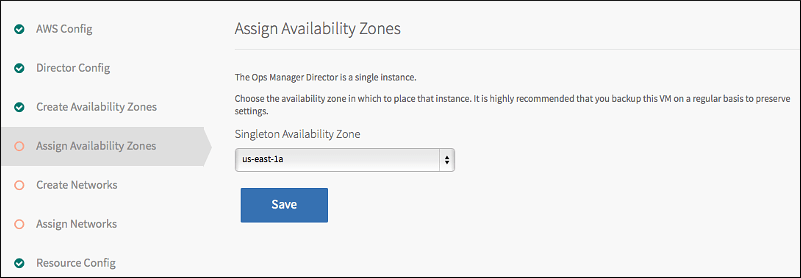 AWS Config
Director Config
Create Availability Zones
Assign Availability Zones
Create Networks
Assign Networks
Resource Config
Assign Availability Zones
The Ops Manager Director is a single instance.
Choose the availability zone in which to place that instance. It is highly recommended that you backup this VM on a regular basis to preserve
settings.
Singleton Availability Zone
us-east-1a
Save